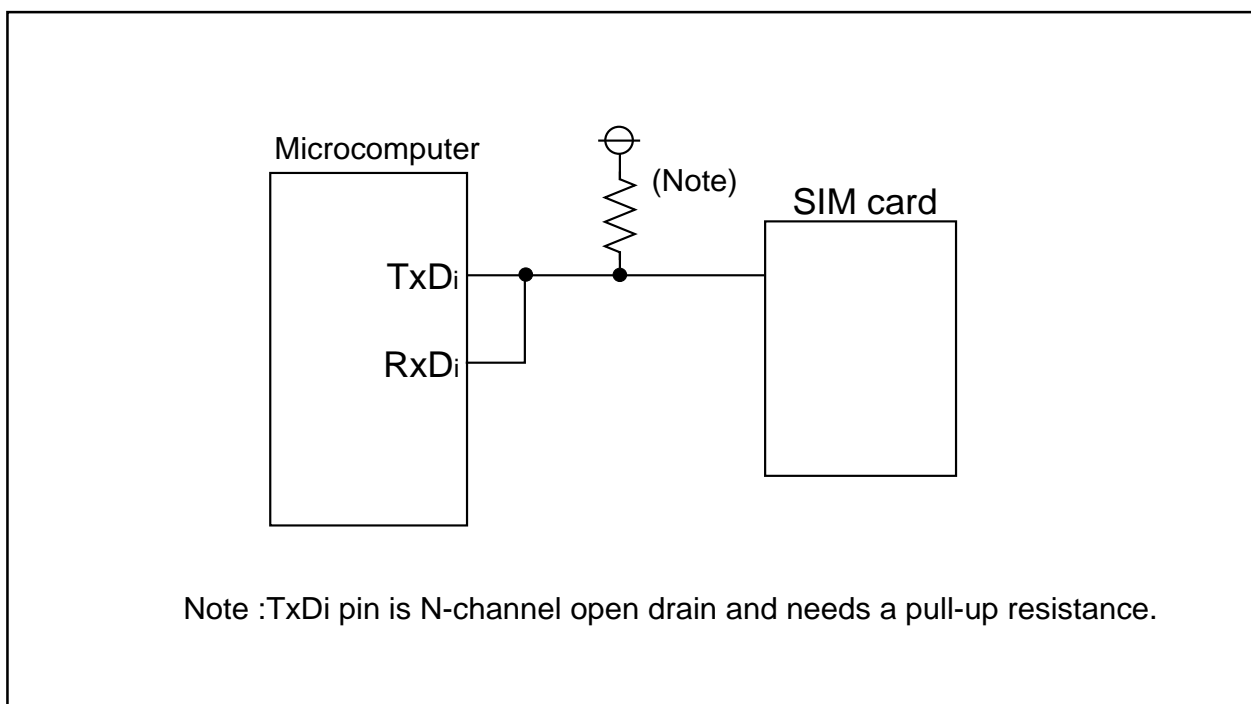 Microcomputer
(Note)
SIM card
TxDi
RxDi
Note :TxDi pin is N-channel open drain and needs a pull-up resistance.